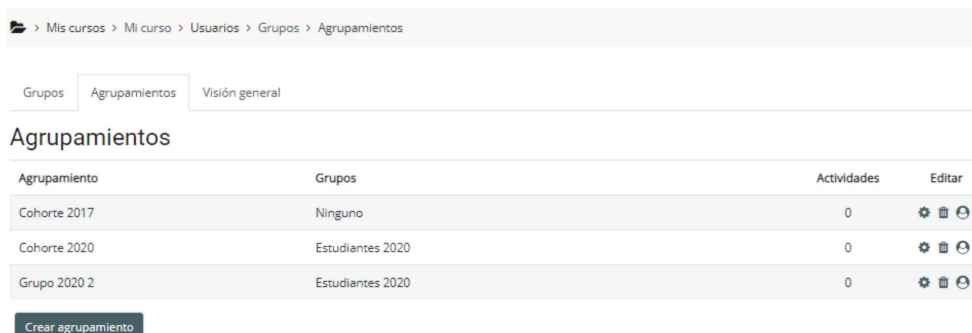 > Mis cursos > Mi curso > Usuarios > Grupos > Agrupamientos
Grupos Agrupamientos Visión general
Agrupamientos
Agrupamiento Grupos Actividades Editar
Cohorte 2017 Ninguno 0
Cohorte 2020 Estudiantes 2020 0
Grupo 2020 2 Estudiantes 2020 0
Crear agrupamiento